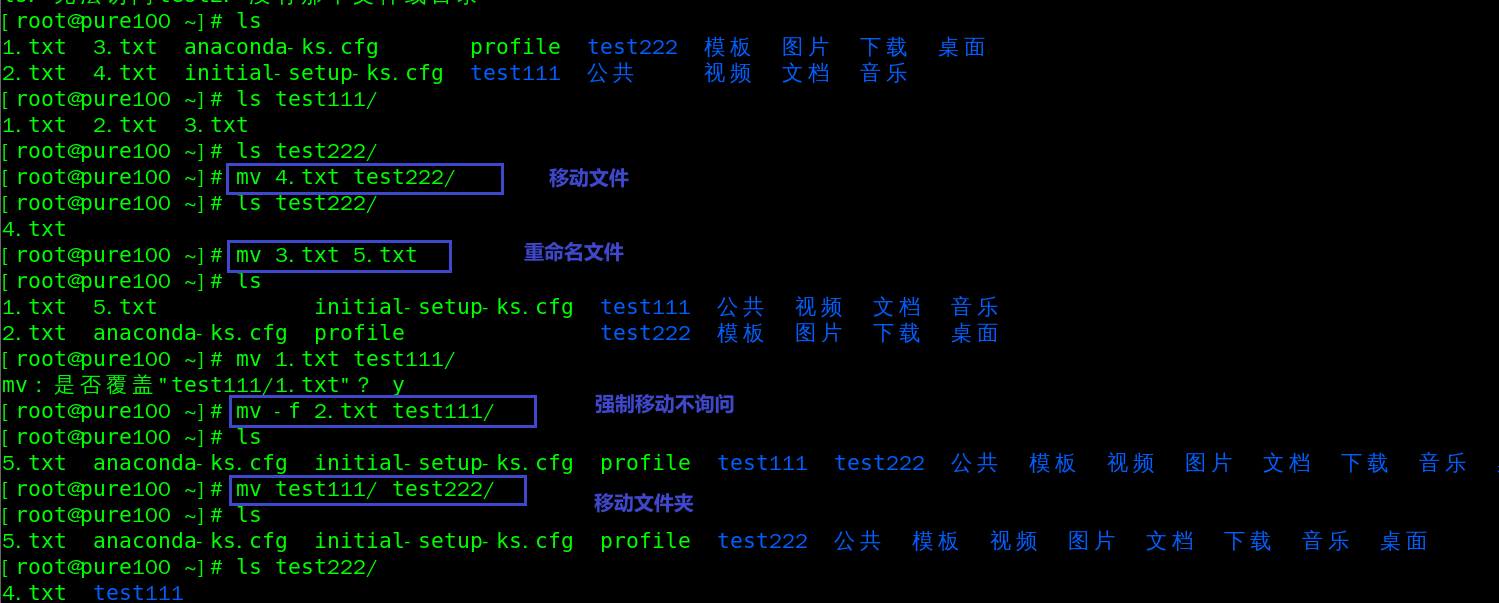 [root@pure100 ~]# ls
1.txt 3.txt anaconda-ks.cfg profile test222 模板 图片 下载 桌面
2.txt 4.txt initial-setup-ks.cfg test111 公共 视频 文档 音乐
[root@pure100 ~]# ls test111/
1.txt 2.txt 3.txt
[root@pure100 ~]# ls test222/
[root@pure100 ~]# mv 4.txt test222/ 移动文件
[root@pure100 ~]# ls test222/
4.txt
[root@pure100 ~]# mv 3.txt 5.txt 重命名文件
[root@pure100 ~]# ls
1.txt 5.txt initial-setup-ks.cfg test111 公共 视频 文档 音乐
2.txt anaconda-ks.cfg profile test222 模板 图片 下载 桌面
[root@pure100 ~]# mv 1.txt test111/
mv：是否覆盖"test111/1.txt"？ y
[root@pure100 ~]# mv -f 2.txt test111/ 强制移动不询问
[root@pure100 ~]# ls
5.txt anaconda-ks.cfg initial-setup-ks.cfg profile test111 test222 公共 模板 视频 图片 文档 下载 音乐
[root@pure100 ~]# mv test111/ test222/ 移动文件夹
[root@pure100 ~]# ls
5.txt anaconda-ks.cfg initial-setup-ks.cfg profile test222 公共 模板 视频 图片 文档 下载 音乐 桌面
[root@pure100 ~]# ls test222/
4.txt test111